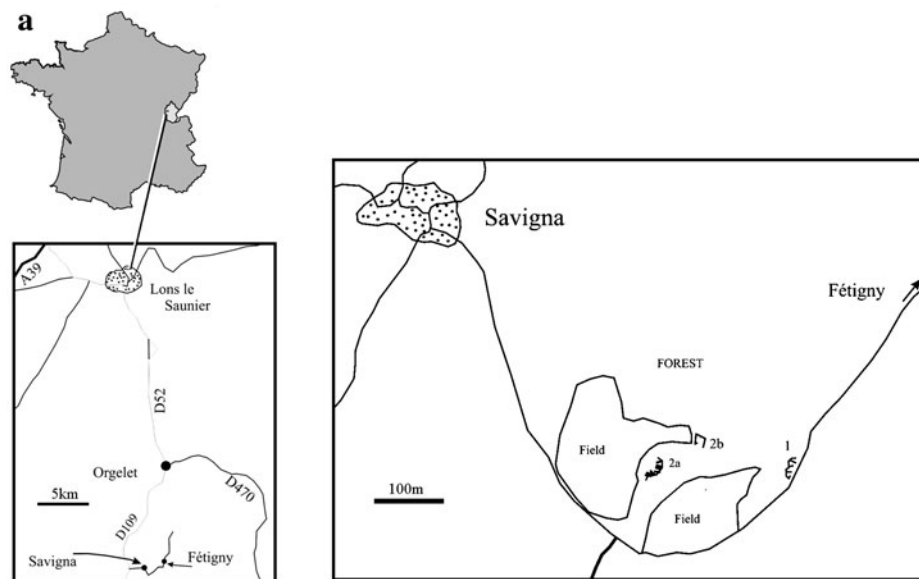 a
A39
Lons le
Saunier
D52
Orgelet
D470
5km
D109
Savigna
Fétigny
Savigna
Fétigny
FOREST
Field
2b
1
2a
Field
100m